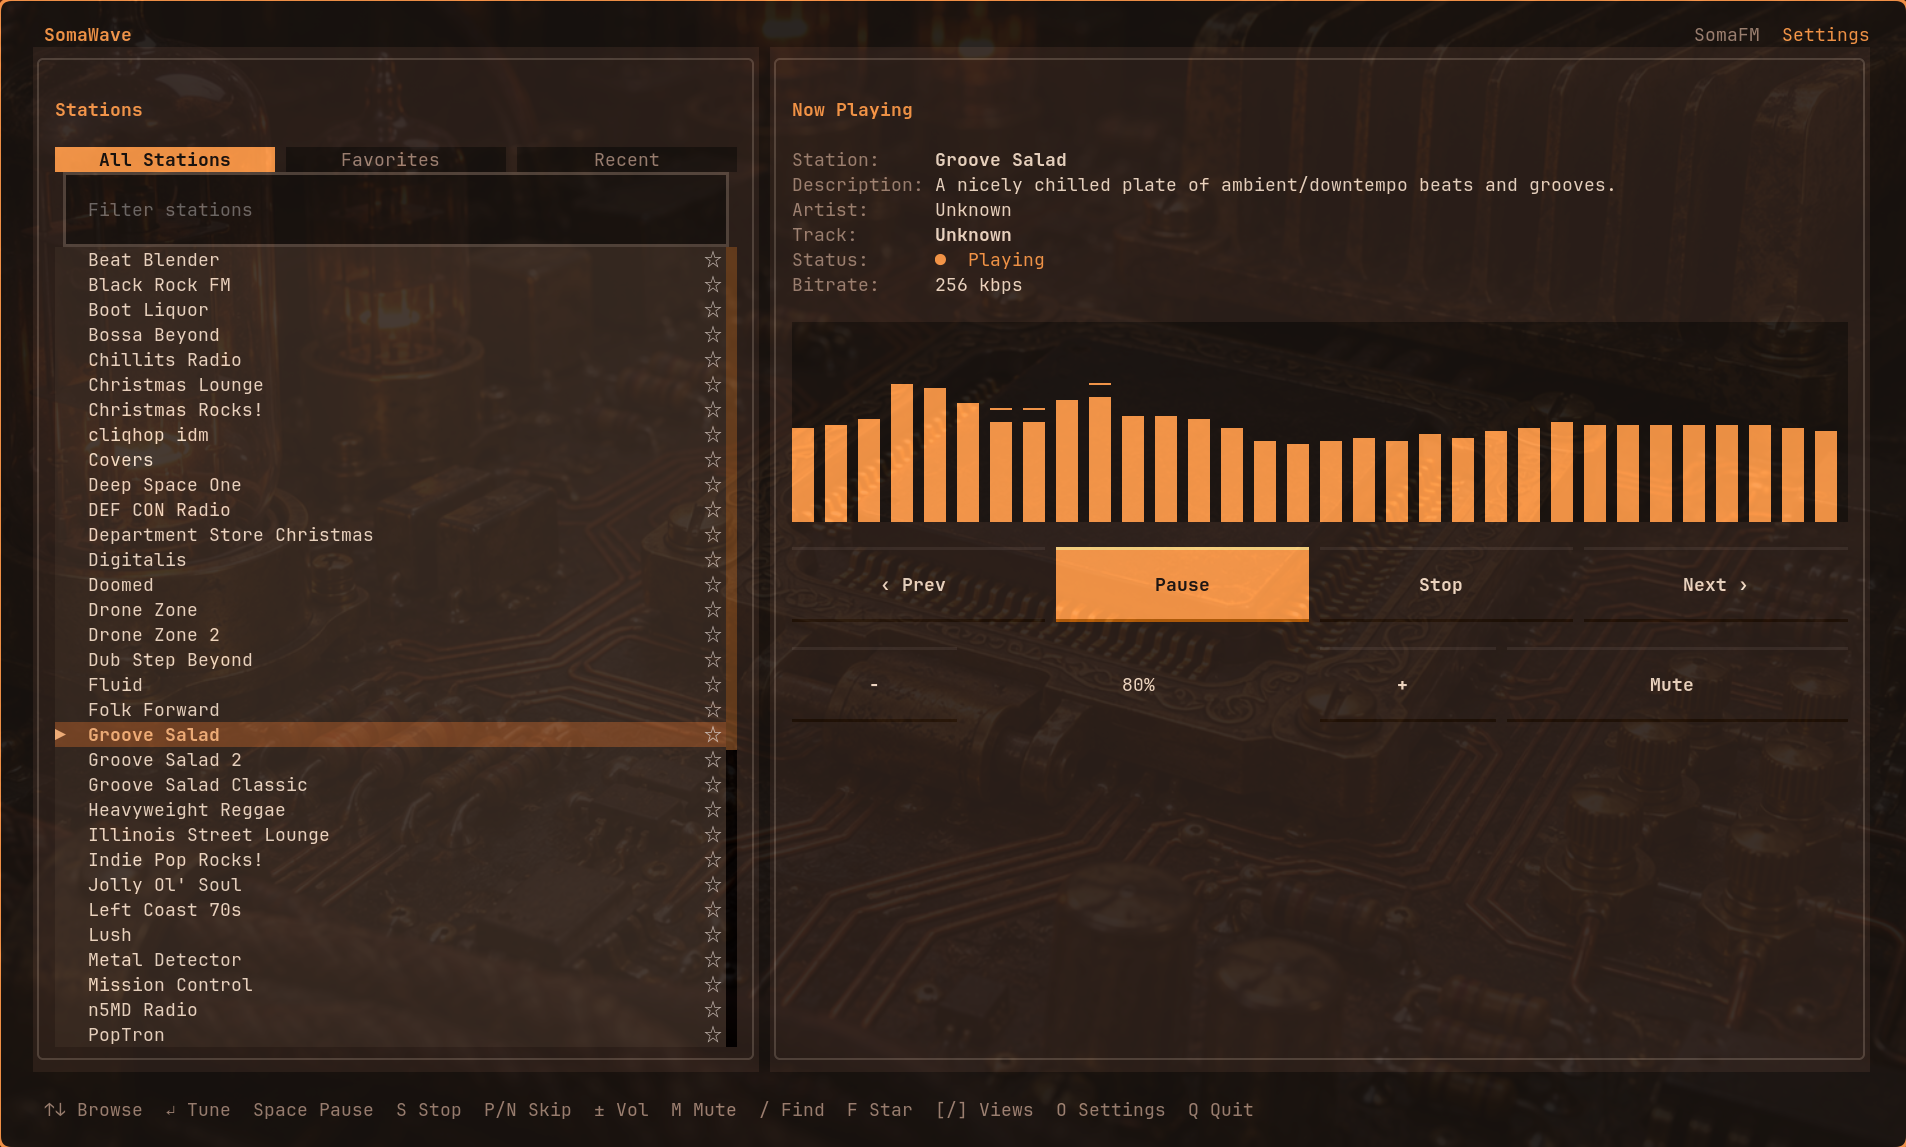 SomaWave
SomaFM Settings
Stations
All Stations Favorites Recent
Filter stations
Beat Blender ☆
Black Rock FM ☆
Boot Liquor ☆
Bossa Beyond ☆
Chillits Radio ☆
Christmas Lounge ☆
Christmas Rocks! ☆
cliqhop idm ☆
Covers ☆
Deep Space One ☆
DEF CON Radio ☆
Department Store Christmas ☆
Digitalis ☆
Doomed ☆
Drone Zone ☆
Drone Zone 2 ☆
Dub Step Beyond ☆
Fluid ☆
Folk Forward ☆
▶ Groove Salad ☆
Groove Salad 2 ☆
Groove Salad Classic ☆
Heavyweight Reggae ☆
Illinois Street Lounge ☆
Indie Pop Rocks! ☆
Jolly Ol' Soul ☆
Left Coast 70s ☆
Lush ☆
Metal Detector ☆
Mission Control ☆
n5MD Radio ☆
PopTron ☆
Now Playing
Station: Groove Salad
Description: A nicely chilled plate of ambient/downtempo beats and grooves.
Artist: Unknown
Track: Unknown
Status: ● Playing
Bitrate: 256 kbps
‹ Prev Pause Stop Next ›
- 80% + Mute
↑↓ Browse ↵ Tune Space Pause S Stop P/N Skip ± Vol M Mute / Find F Star [/] Views O Settings Q Quit